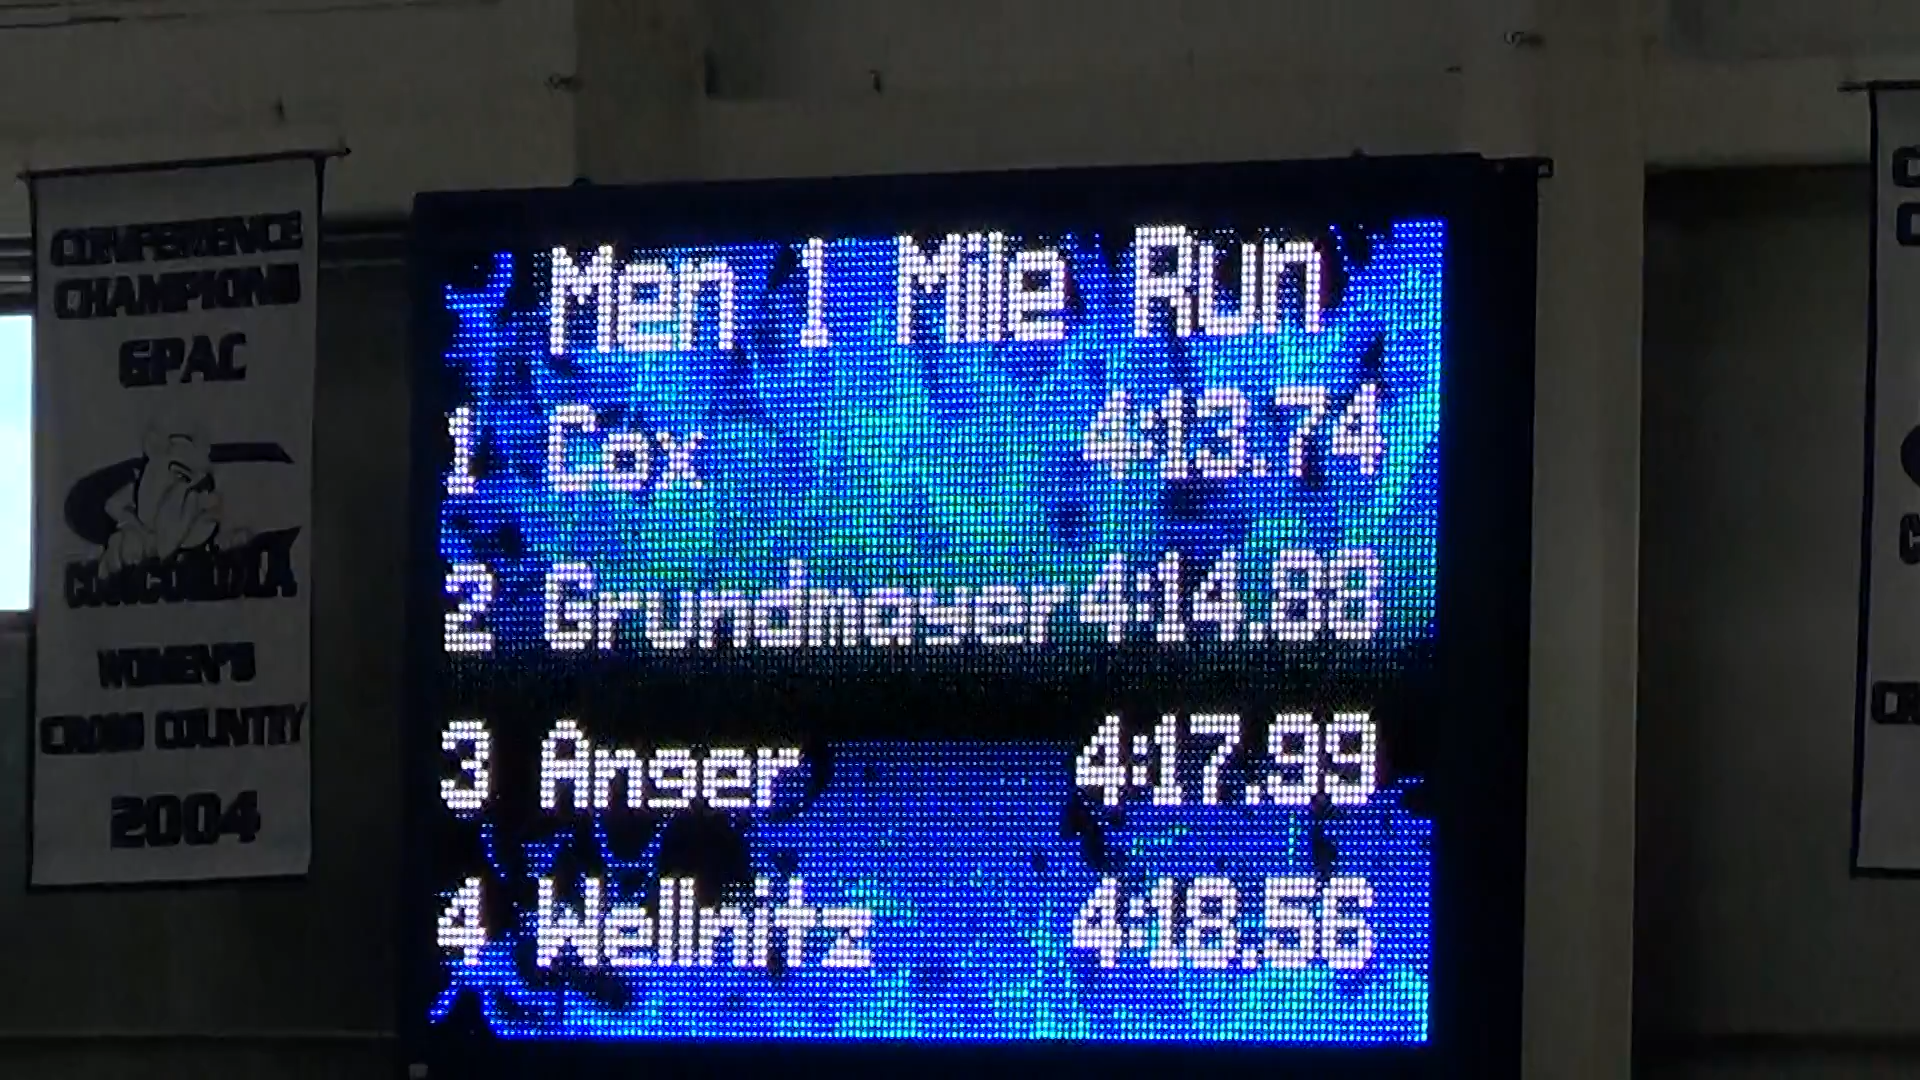 CONFERENCE
CHAMPIONS
GPAC
CONCORDIA
WOMEN'S
CROSS COUNTRY
2004
Men 1 Mile Run
1 Cox 4:13.74
2 Grundmayer 4:14.88
3 Anger 4:17.99
4 Wellnitz 4:18.56